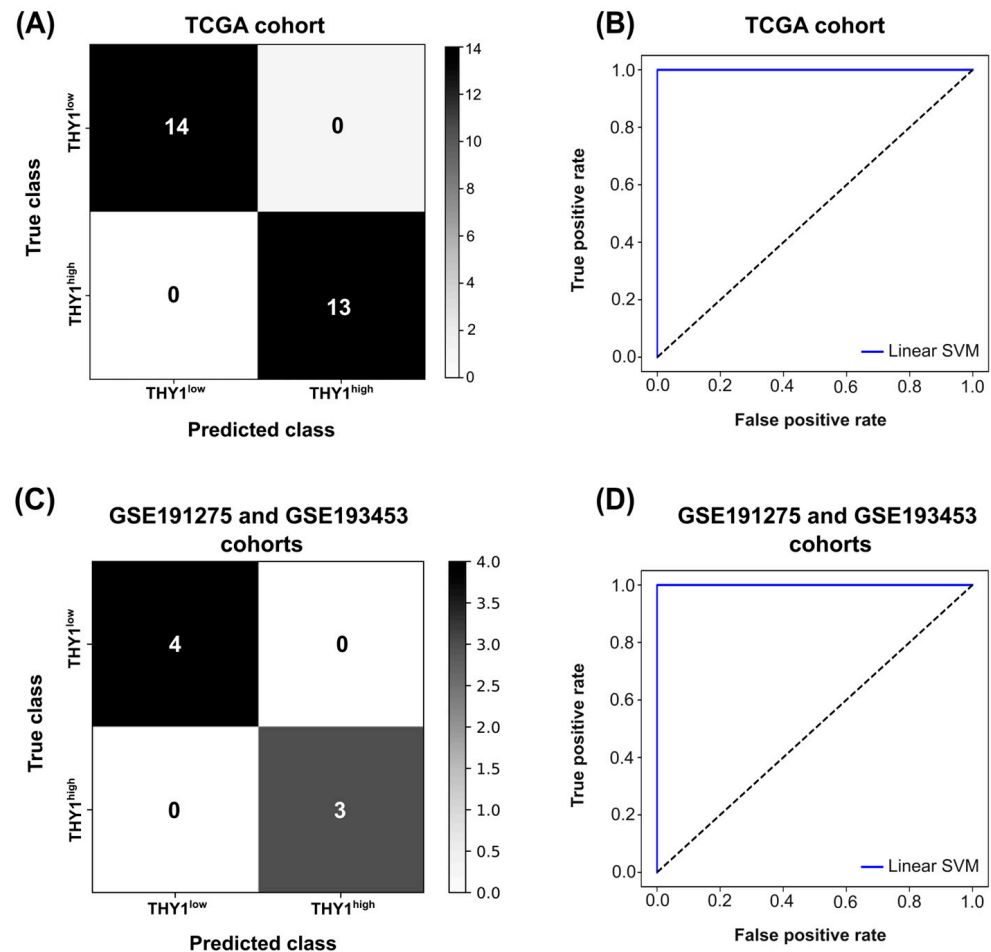 (A)
TCGA cohort
True class
THY1low
THY1high
14
0
0
13
THY1low
THY1high
Predicted class
14
12
10
8
6
4
2
0
(B)
TCGA cohort
True positive rate
1.0
0.8
0.6
0.4
0.2
0.0
Linear SVM
0.0 0.2 0.4 0.6 0.8 1.0
False positive rate
(C)
GSE191275 and GSE193453
cohorts
True class
THY1low
THY1high
4
0
0
3
THY1low
THY1high
Predicted class
4.0
3.5
3.0
2.5
2.0
1.5
1.0
0.5
0.0
(D)
GSE191275 and GSE193453
cohorts
True positive rate
1.0
0.8
0.6
0.4
0.2
0.0
Linear SVM
0.0 0.2 0.4 0.6 0.8 1.0
False positive rate